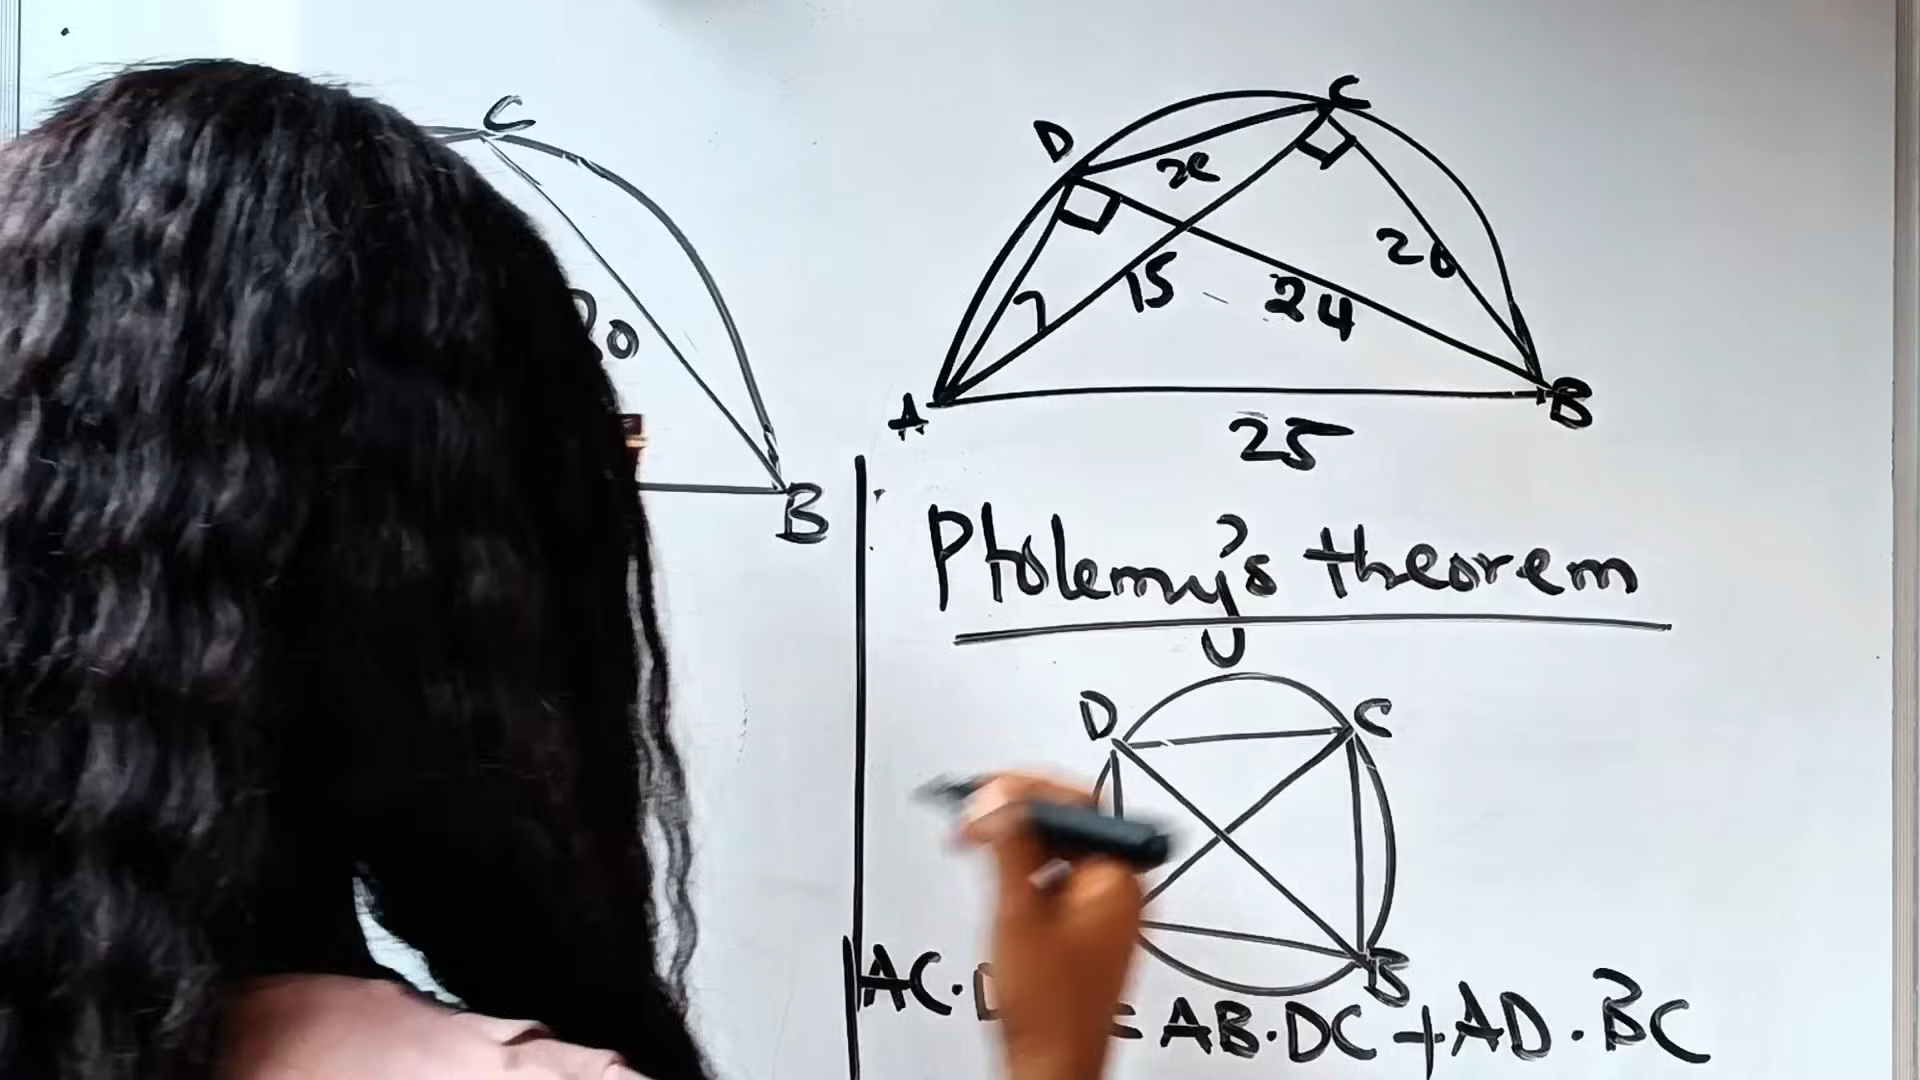 C
20
B
D
C
x
7
15
24
20
A
B
25
Ptolemy's theorem
D
C
B
AC.
= AB.DC + AD.BC